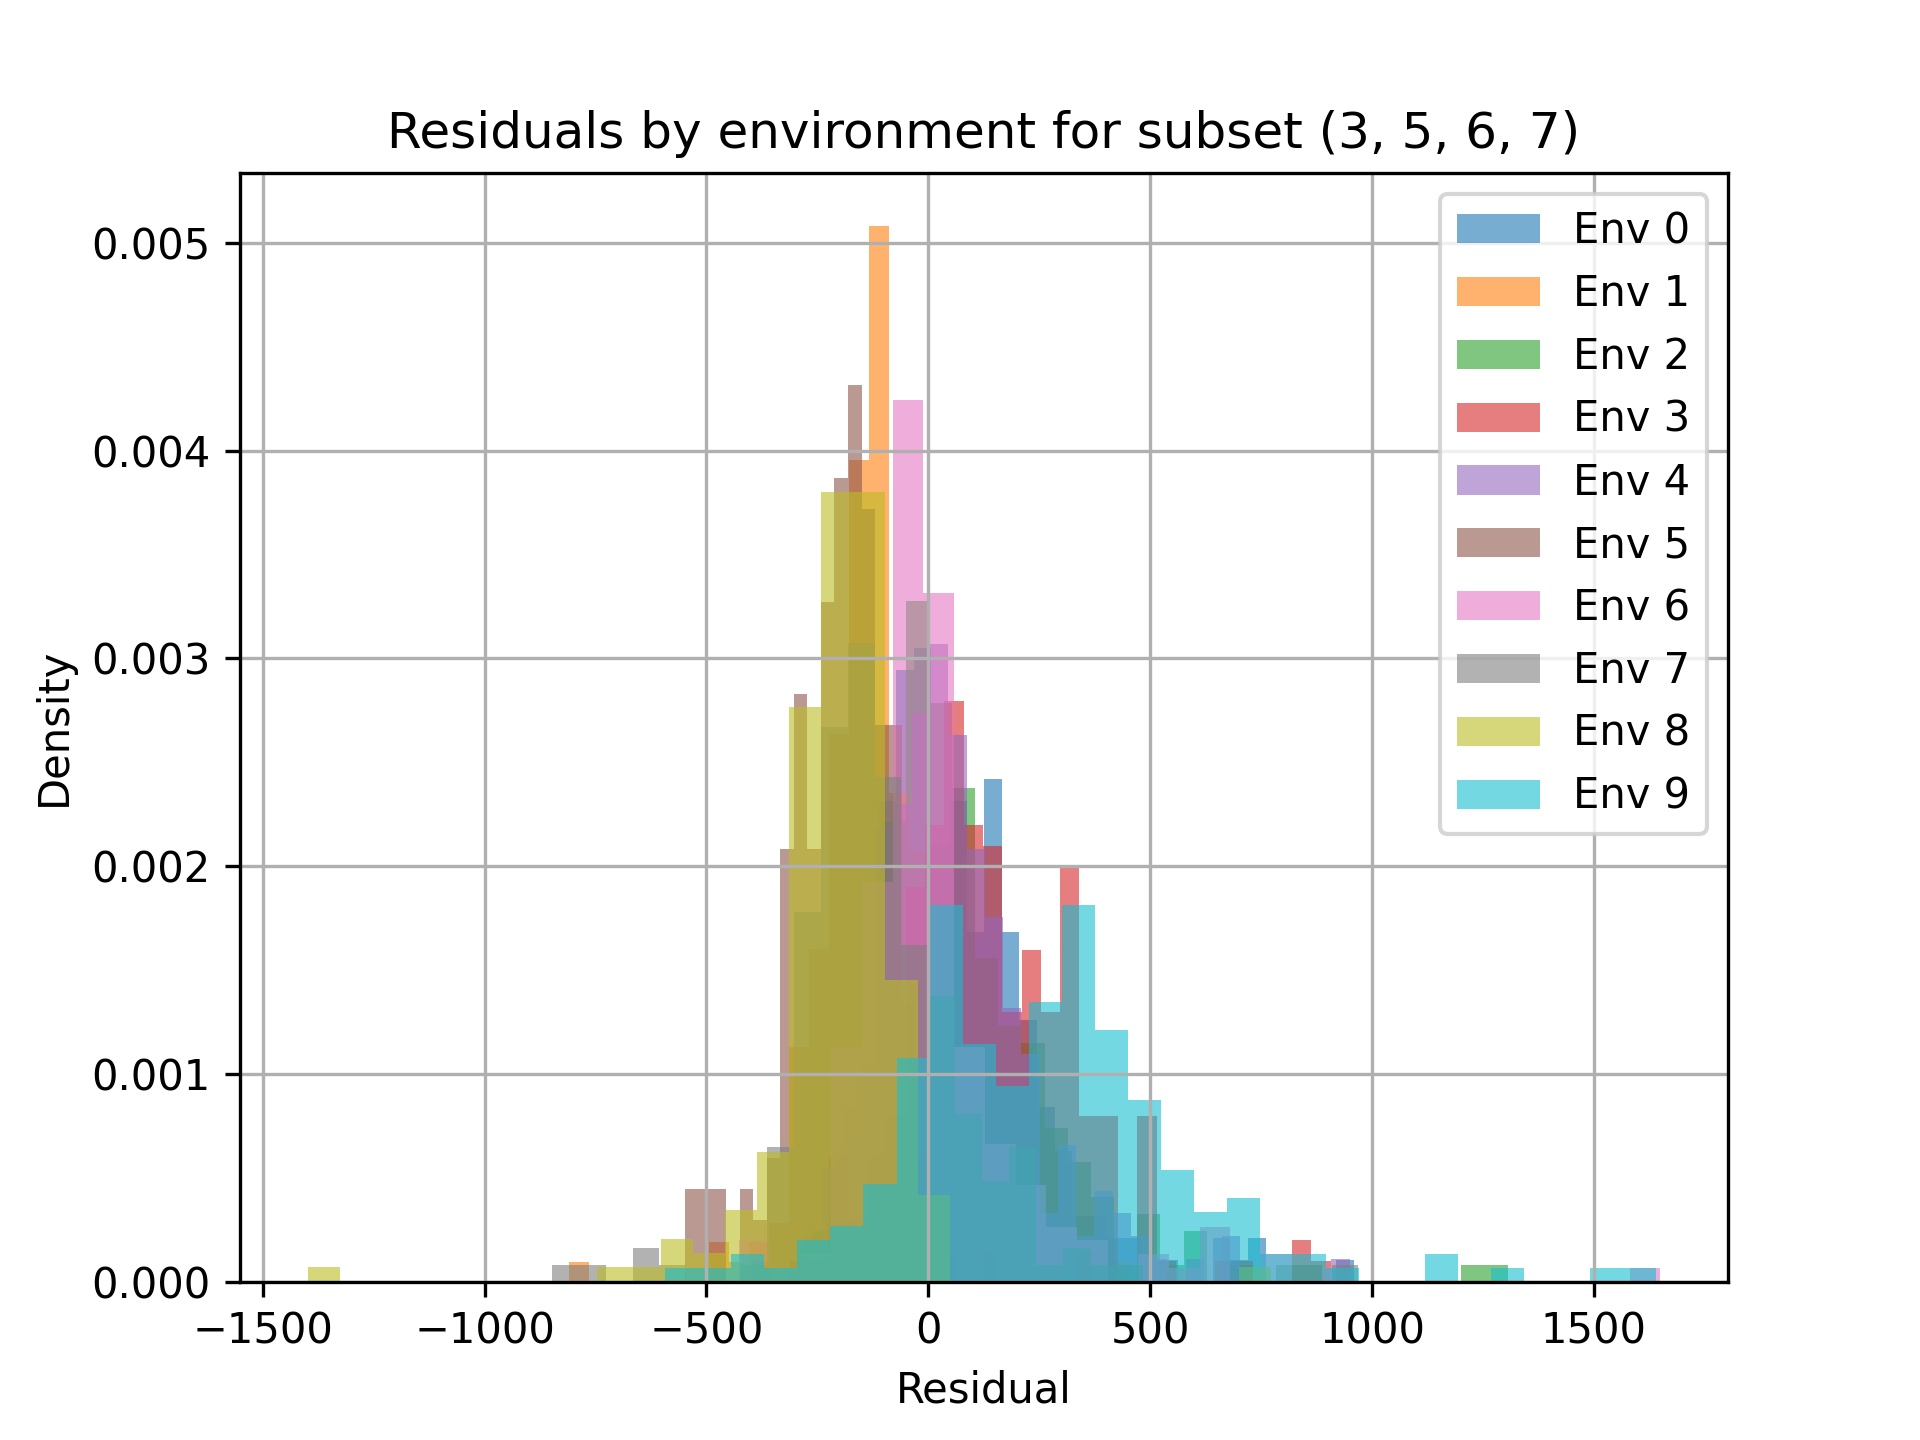 Residuals by environment for subset (3, 5, 6, 7)
Env 0
Env 1
Env 2
Env 3
Env 4
Env 5
Env 6
Env 7
Env 8
Env 9
Density
0.005
0.004
0.003
0.002
0.001
0.000
−1500 −1000 −500 0 500 1000 1500
Residual